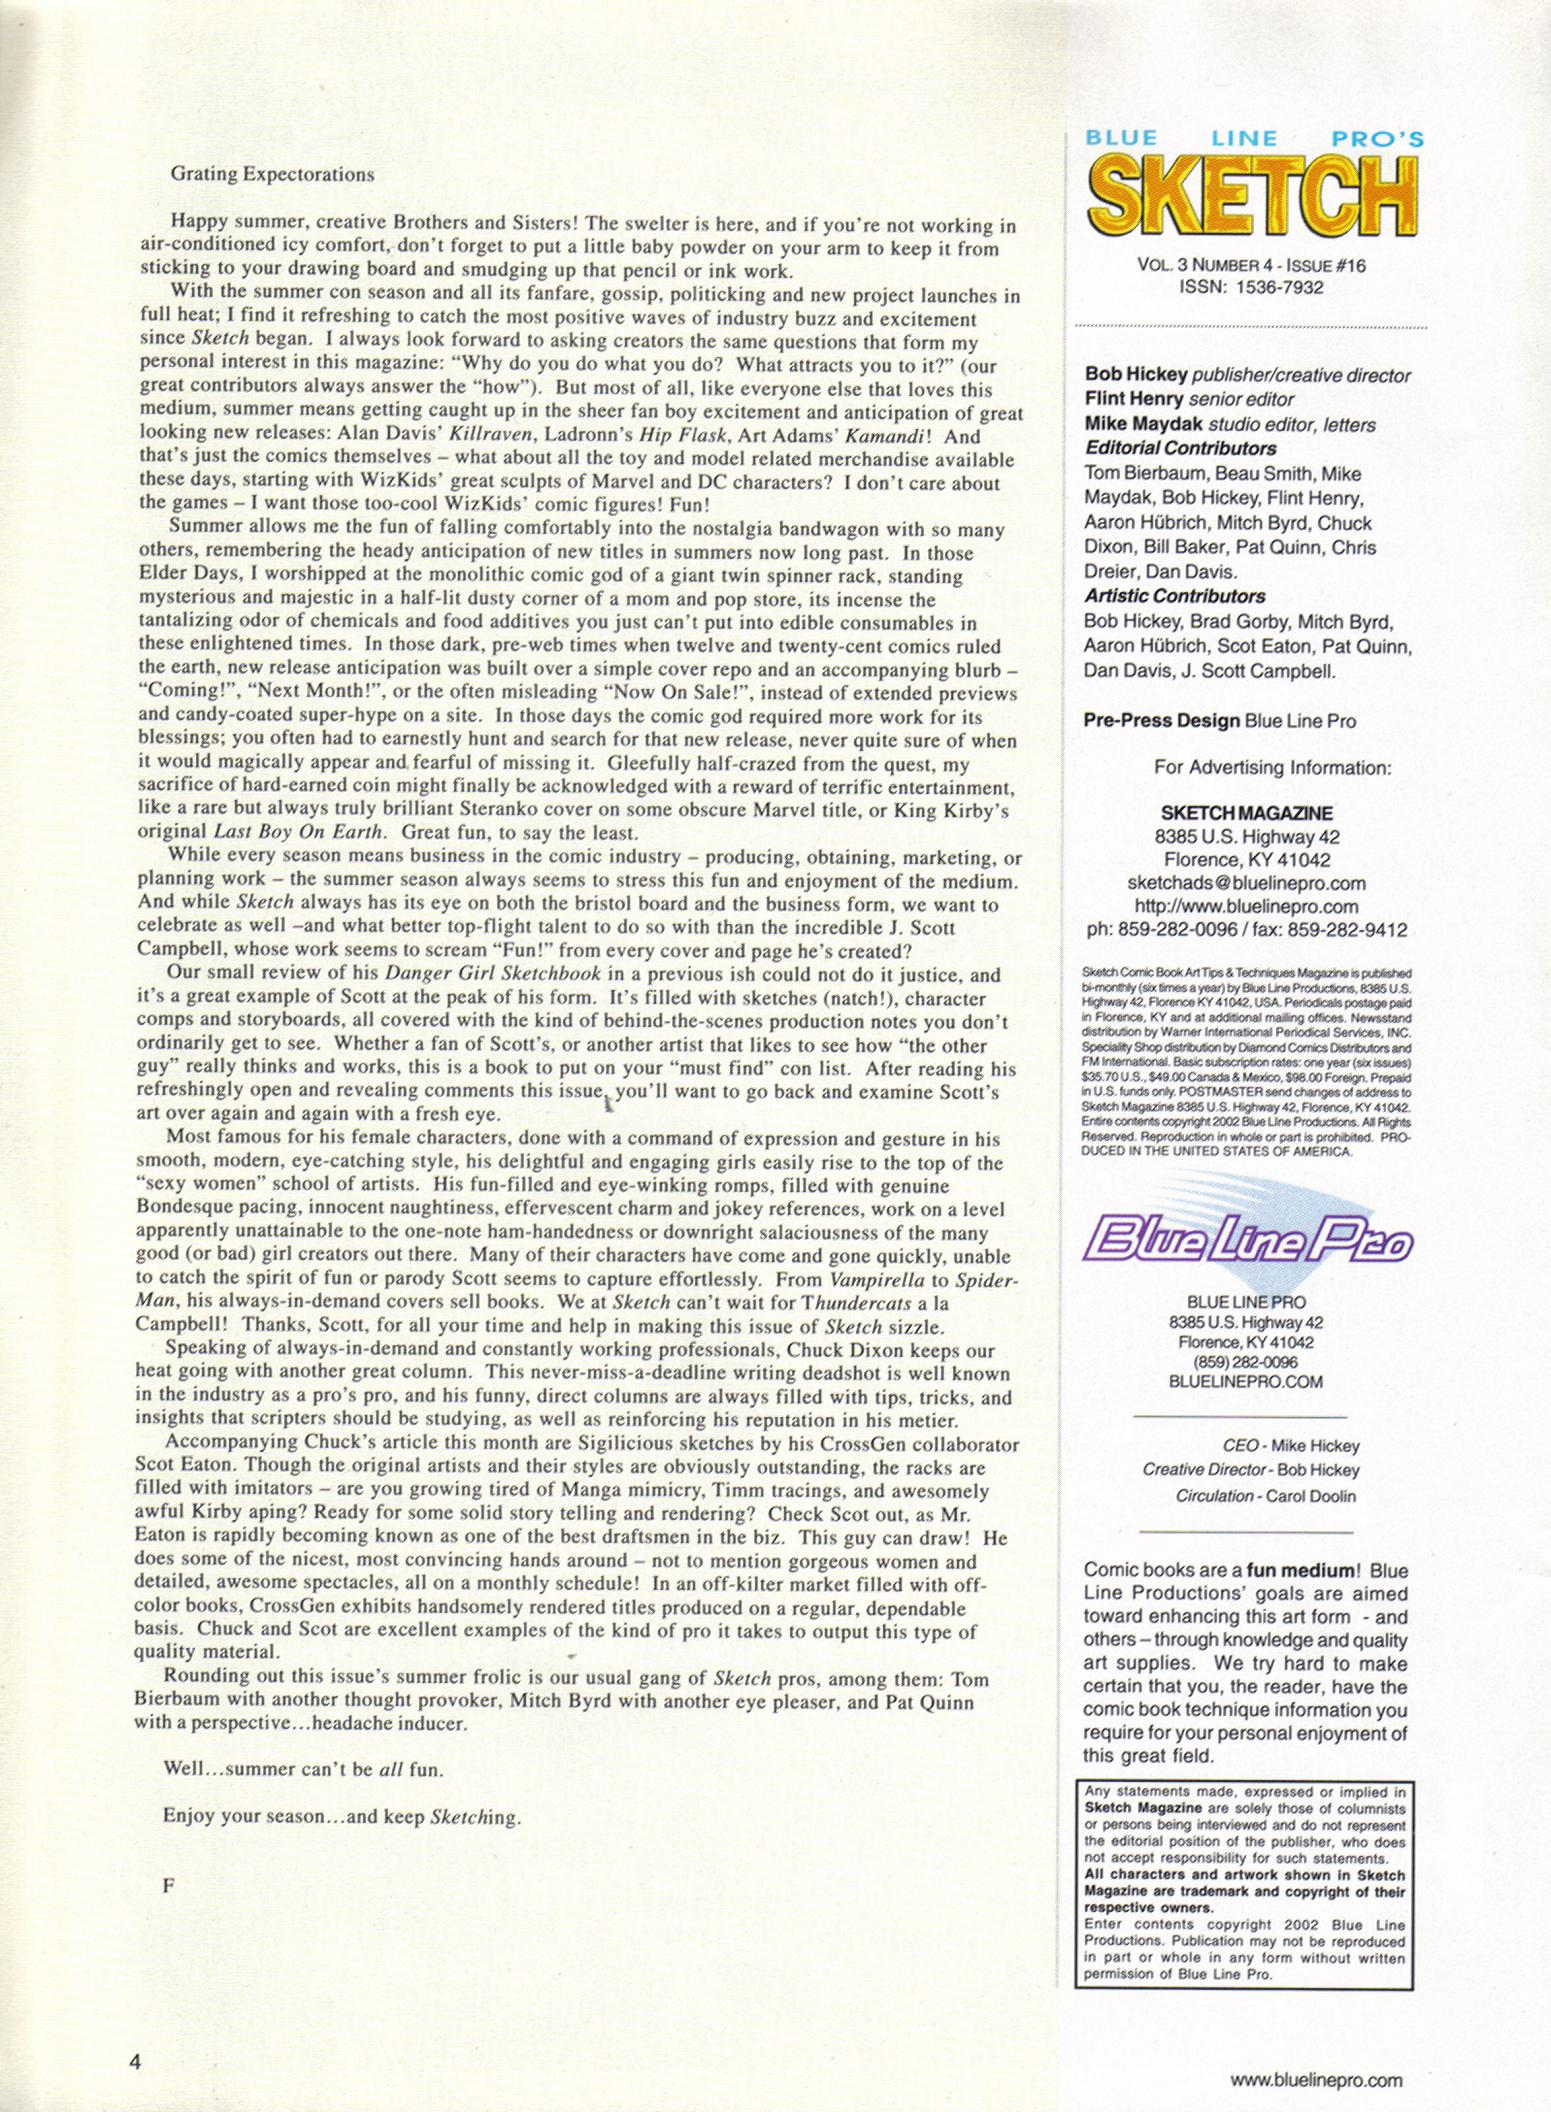 Grating Expectorations
Happy summer, creative Brothers and Sisters! The swelter is here, and if you're not working in
air-conditioned icy comfort, don't forget to put a little baby powder on your arm to keep it from
sticking to your drawing board and smudging up that pencil or ink work.
With the summer con season and all its fanfare, gossip, politicking and new project launches in
full heat; I find it refreshing to catch the most positive waves of industry buzz and excitement
since Sketch began. I always look forward to asking creators the same questions that form my
personal interest in this magazine: “Why do you do what you do? What attracts you to it?” (our
great contributors always answer the “how”). But most of all, like everyone else that loves this
medium, summer means getting caught up in the sheer fan boy excitement and anticipation of great
looking new releases: Alan Davis' Killraven, Ladronn's Hip Flask, Art Adams' Kamandi! And
that's just the comics themselves – what about all the toy and model related merchandise available
these days, starting with WizKids' great sculpts of Marvel and DC characters? I don't care about
the games – I want those too-cool WizKids' comic figures! Fun!
Summer allows me the fun of falling comfortably into the nostalgia bandwagon with so many
others, remembering the heady anticipation of new titles in summers now long past. In those
Elder Days, I worshipped at the monolithic comic god of a giant twin spinner rack, standing
mysterious and majestic in a half-lit dusty corner of a mom and pop store, its incense the
tantalizing odor of chemicals and food additives you just can't put into edible consumables in
these enlightened times. In those dark, pre-web times when twelve and twenty-cent comics ruled
the earth, new release anticipation was built over a simple cover repo and an accompanying blurb –
“Coming!”, “Next Month!”, or the often misleading “Now On Sale!”, instead of extended previews
and candy-coated super-hype on a site. In those days the comic god required more work for its
blessings; you often had to earnestly hunt and search for that new release, never quite sure of when
it would magically appear and fearful of missing it. Gleefully half-crazed from the quest, my
sacrifice of hard-earned coin might finally be acknowledged with a reward of terrific entertainment,
like a rare but always truly brilliant Steranko cover on some obscure Marvel title, or King Kirby's
original Last Boy On Earth. Great fun, to say the least.
While every season means business in the comic industry – producing, obtaining, marketing, or
planning work – the summer season always seems to stress this fun and enjoyment of the medium.
And while Sketch always has its eye on both the bristol board and the business form, we want to
celebrate as well –and what better top-flight talent to do so with than the incredible J. Scott
Campbell, whose work seems to scream “Fun!” from every cover and page he's created?
Our small review of his Danger Girl Sketchbook in a previous ish could not do it justice, and
it's a great example of Scott at the peak of his form. It's filled with sketches (natch!), character
comps and storyboards, all covered with the kind of behind-the-scenes production notes you don't
ordinarily get to see. Whether a fan of Scott's, or another artist that likes to see how “the other
guy” really thinks and works, this is a book to put on your “must find” con list. After reading his
refreshingly open and revealing comments this issue, you'll want to go back and examine Scott's
art over again and again with a fresh eye.
Most famous for his female characters, done with a command of expression and gesture in his
smooth, modern, eye-catching style, his delightful and engaging girls easily rise to the top of the
“sexy women” school of artists. His fun-filled and eye-winking romps, filled with genuine
Bondesque pacing, innocent naughtiness, effervescent charm and jokey references, work on a level
apparently unattainable to the one-note ham-handedness or downright salaciousness of the many
good (or bad) girl creators out there. Many of their characters have come and gone quickly, unable
to catch the spirit of fun or parody Scott seems to capture effortlessly. From Vampirella to Spider-
Man, his always-in-demand covers sell books. We at Sketch can't wait for Thundercats a la
Campbell! Thanks, Scott, for all your time and help in making this issue of Sketch sizzle.
Speaking of always-in-demand and constantly working professionals, Chuck Dixon keeps our
heat going with another great column. This never-miss-a-deadline writing deadshot is well known
in the industry as a pro's pro, and his funny, direct columns are always filled with tips, tricks, and
insights that scripters should be studying, as well as reinforcing his reputation in his metier.
Accompanying Chuck's article this month are Sigilicious sketches by his CrossGen collaborator
Scot Eaton. Though the original artists and their styles are obviously outstanding, the racks are
filled with imitators – are you growing tired of Manga mimicry, Timm tracings, and awesomely
awful Kirby aping? Ready for some solid story telling and rendering? Check Scot out, as Mr.
Eaton is rapidly becoming known as one of the best draftsmen in the biz. This guy can draw! He
does some of the nicest, most convincing hands around – not to mention gorgeous women and
detailed, awesome spectacles, all on a monthly schedule! In an off-kilter market filled with off-
color books, CrossGen exhibits handsomely rendered titles produced on a regular, dependable
basis. Chuck and Scot are excellent examples of the kind of pro it takes to output this type of
quality material.
Rounding out this issue's summer frolic is our usual gang of Sketch pros, among them: Tom
Bierbaum with another thought provoker, Mitch Byrd with another eye pleaser, and Pat Quinn
with a perspective...headache inducer.
Well...summer can't be all fun.
Enjoy your season...and keep Sketching.
F
4
BLUE LINE PRO'S
SKETCH
VOL. 3 NUMBER 4 - ISSUE #16
ISSN: 1536-7932
Bob Hickey publisher/creative director
Flint Henry senior editor
Mike Maydak studio editor, letters
Editorial Contributors
Tom Bierbaum, Beau Smith, Mike
Maydak, Bob Hickey, Flint Henry,
Aaron Hübrich, Mitch Byrd, Chuck
Dixon, Bill Baker, Pat Quinn, Chris
Dreier, Dan Davis.
Artistic Contributors
Bob Hickey, Brad Gorby, Mitch Byrd,
Aaron Hübrich, Scot Eaton, Pat Quinn,
Dan Davis, J. Scott Campbell.
Pre-Press Design Blue Line Pro
For Advertising Information:
SKETCH MAGAZINE
8385 U.S. Highway 42
Florence, KY 41042
sketchads@bluelinepro.com
http://www.bluelinepro.com
ph: 859-282-0096 / fax: 859-282-9412
Sketch Comic Book Art Tips & Techniques Magazine is published
bi-monthly (six times a year) by Blue Line Productions, 8385 U.S.
Highway 42, Florence KY 41042, USA. Periodicals postage paid
in Florence, KY and at additional mailing offices. Newsstand
distribution by Warner International Periodical Services, INC.
Speciality Shop distribution by Diamond Comics Distributors and
FM International. Basic subscription rates: one year (six issues)
$35.70 U.S., $49.00 Canada & Mexico, $98.00 Foreign. Prepaid
in U.S. funds only. POSTMASTER send changes of address to
Sketch Magazine 8385 U.S. Highway 42, Florence, KY 41042.
Entire contents copyright 2002 Blue Line Productions. All Rights
Reserved. Reproduction in whole or part is prohibited. PRO-
DUCED IN THE UNITED STATES OF AMERICA.
Blue Line Pro
BLUE LINE PRO
8385 U.S. Highway 42
Florence, KY 41042
(859) 282-0096
BLUELINEPRO.COM
CEO - Mike Hickey
Creative Director - Bob Hickey
Circulation - Carol Doolin
Comic books are a fun medium! Blue
Line Productions' goals are aimed
toward enhancing this art form - and
others – through knowledge and quality
art supplies. We try hard to make
certain that you, the reader, have the
comic book technique information you
require for your personal enjoyment of
this great field.
Any statements made, expressed or implied in
Sketch Magazine are solely those of columnists
or persons being interviewed and do not represent
the editorial position of the publisher, who does
not accept responsibility for such statements.
All characters and artwork shown in Sketch
Magazine are trademark and copyright of their
respective owners.
Enter contents copyright 2002 Blue Line
Productions. Publication may not be reproduced
in part or whole in any form without written
permission of Blue Line Pro.
www.bluelinepro.com